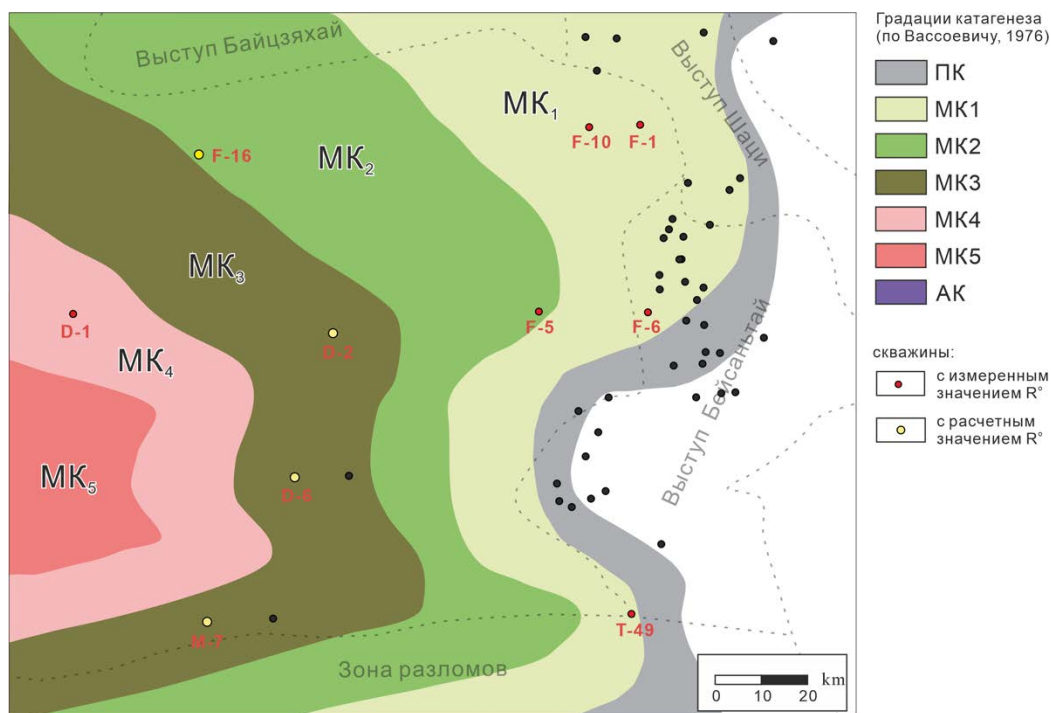 Градации катагенеза
(по Вассоевичу, 1976)
ПК
МК1
МК2
МК3
МК4
МК5
АК
скважины:
с измеренным
значением R°
с расчетным
значением R°
Выступ Байцзяхай
Выступ Шаци
МК₁
F-10
F-1
МК₂
F-16
МК₃
D-1
D-2
F-5
F-6
МК₄
Выступ Бейсаньтай
МК₅
D-6
M-7
T-49
Зона разломов
km
0 10 20